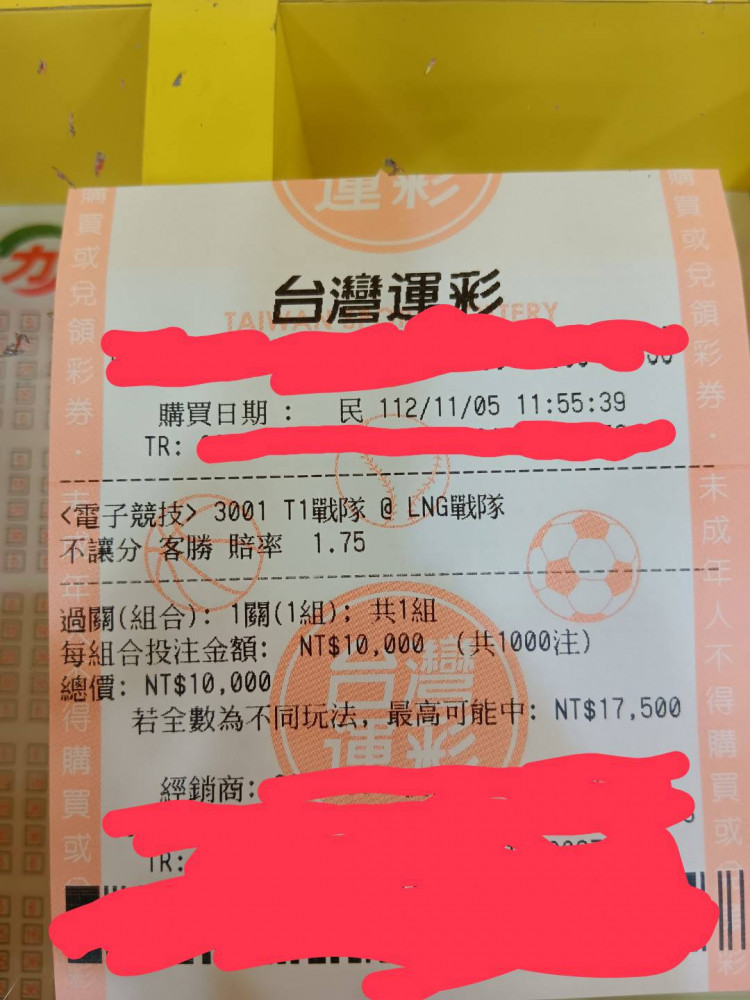 運彩
台灣運彩
購買日期： 民 112/11/05 11:55:39
TR:
<電子競技> 3001 T1戰隊 @ LNG戰隊
不讓分 客勝 賠率 1.75
過關(組合): 1關(1組); 共1組
每組合投注金額: NT$10,000 (共1000注)
總價: NT$10,000
若全數為不同玩法, 最高可能中: NT$17,500
台灣
運彩
經銷商:
TR:
購買或兌領彩券．未成年人不得購買或